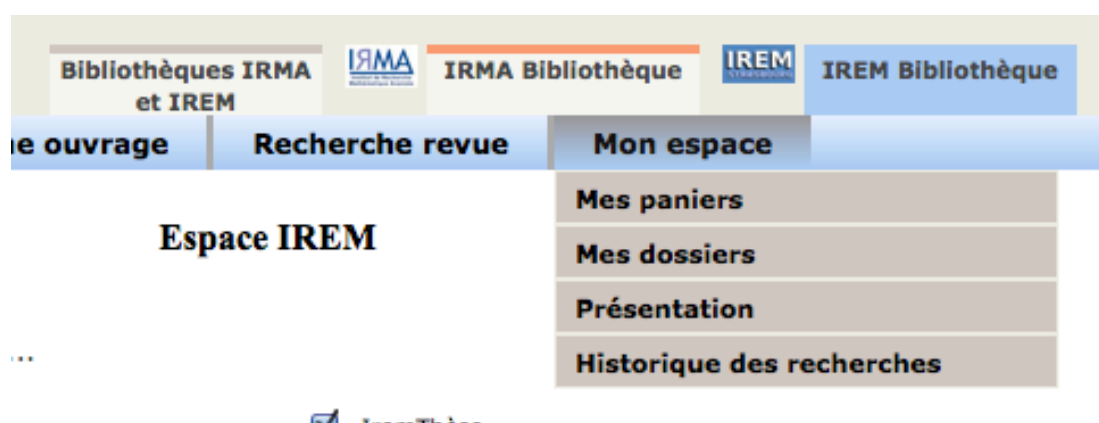 Bibliothèques IRMA
et IREM
IRMA
IRMA Bibliothèque
IREM
IREM Bibliothèque
ouvrage
Recherche revue
Mon espace
Mes paniers
Espace IREM
Mes dossiers
Présentation
...
Historique des recherches